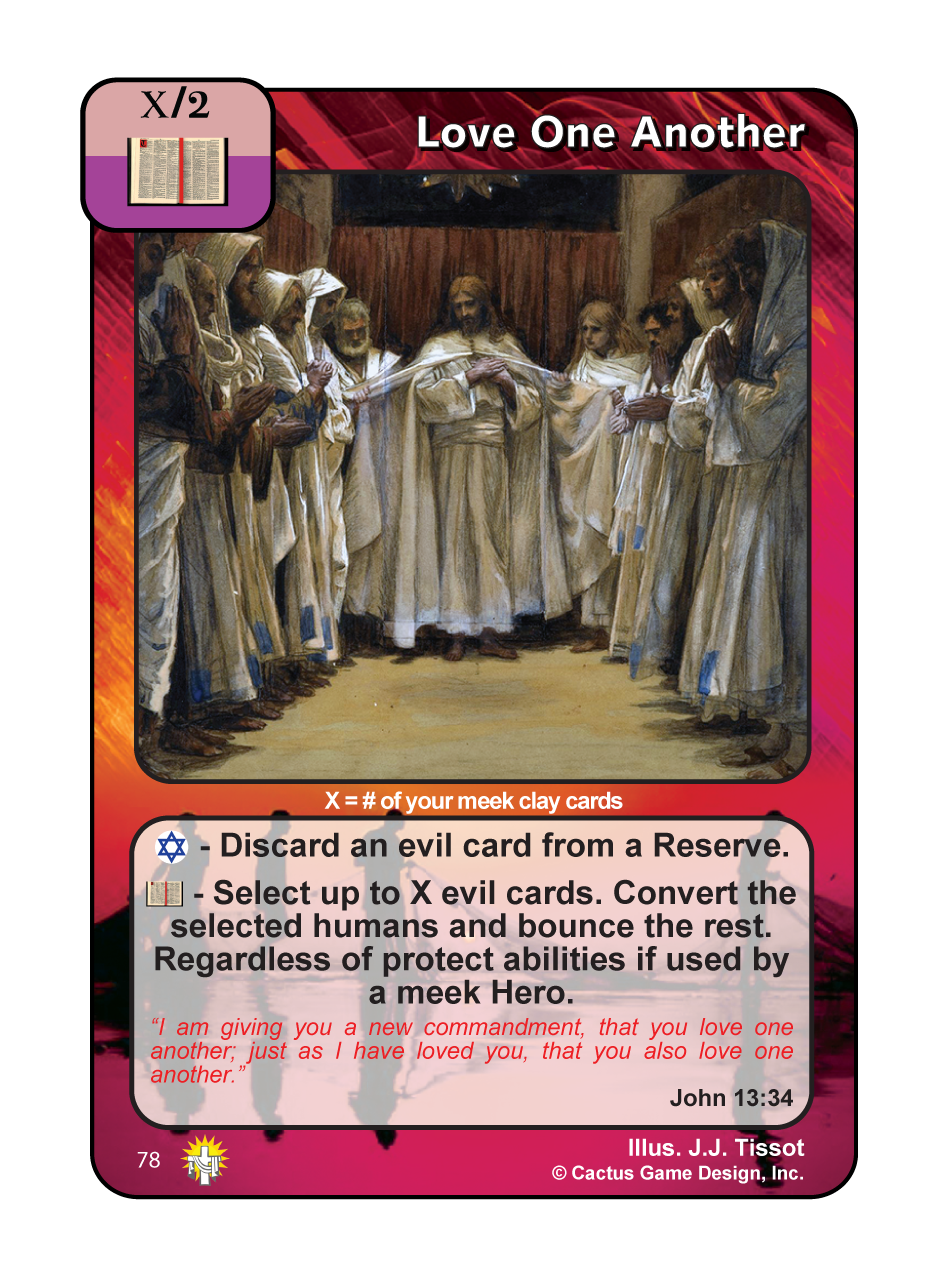 X/2
Love One Another
X = # of your meek clay cards
- Discard an evil card from a Reserve.
- Select up to X evil cards. Convert the
selected humans and bounce the rest.
Regardless of protect abilities if used by
a meek Hero.
“I am giving you a new commandment, that you love one
another; just as I have loved you, that you also love one
another.”
John 13:34
78
Illus. J.J. Tissot
© Cactus Game Design, Inc.